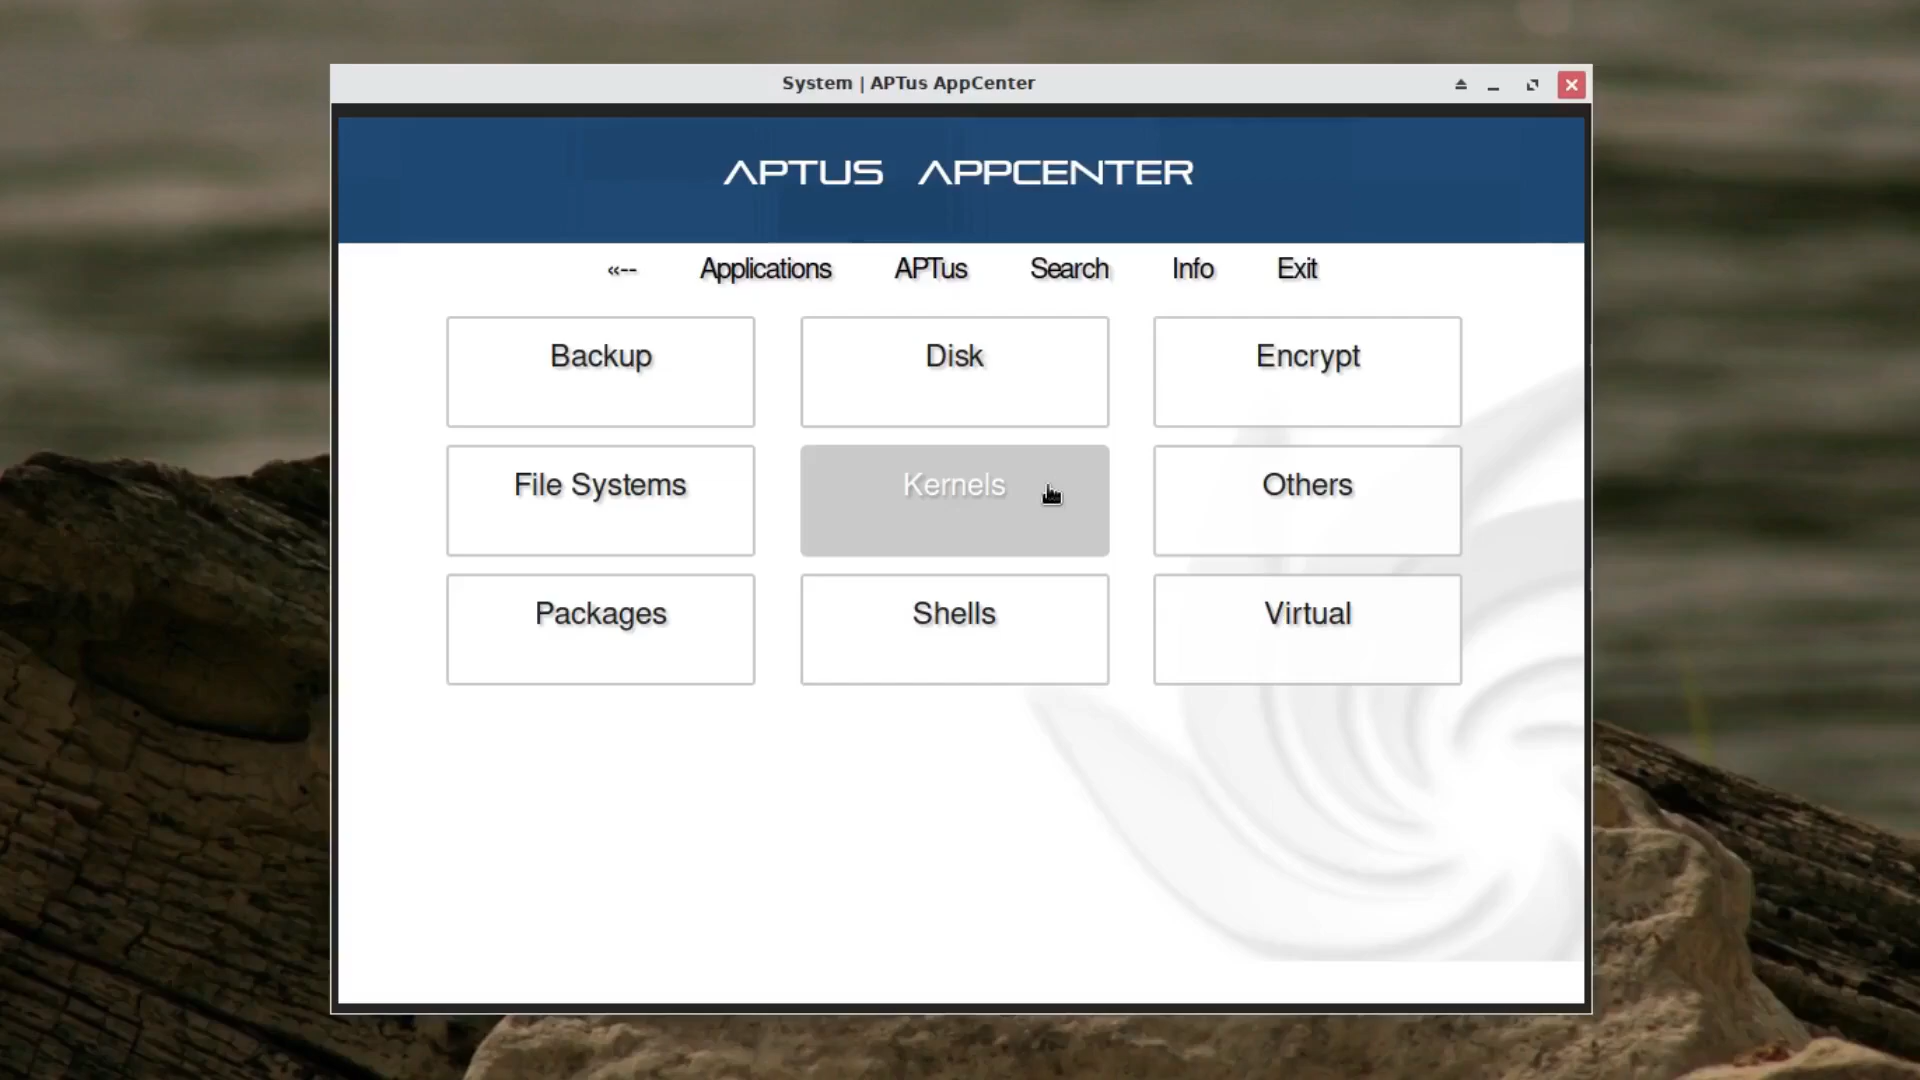 System | APTus AppCenter
APTUS APPCENTER
«-- Applications APTus Search Info Exit
Backup Disk Encrypt
File Systems Kernels Others
Packages Shells Virtual